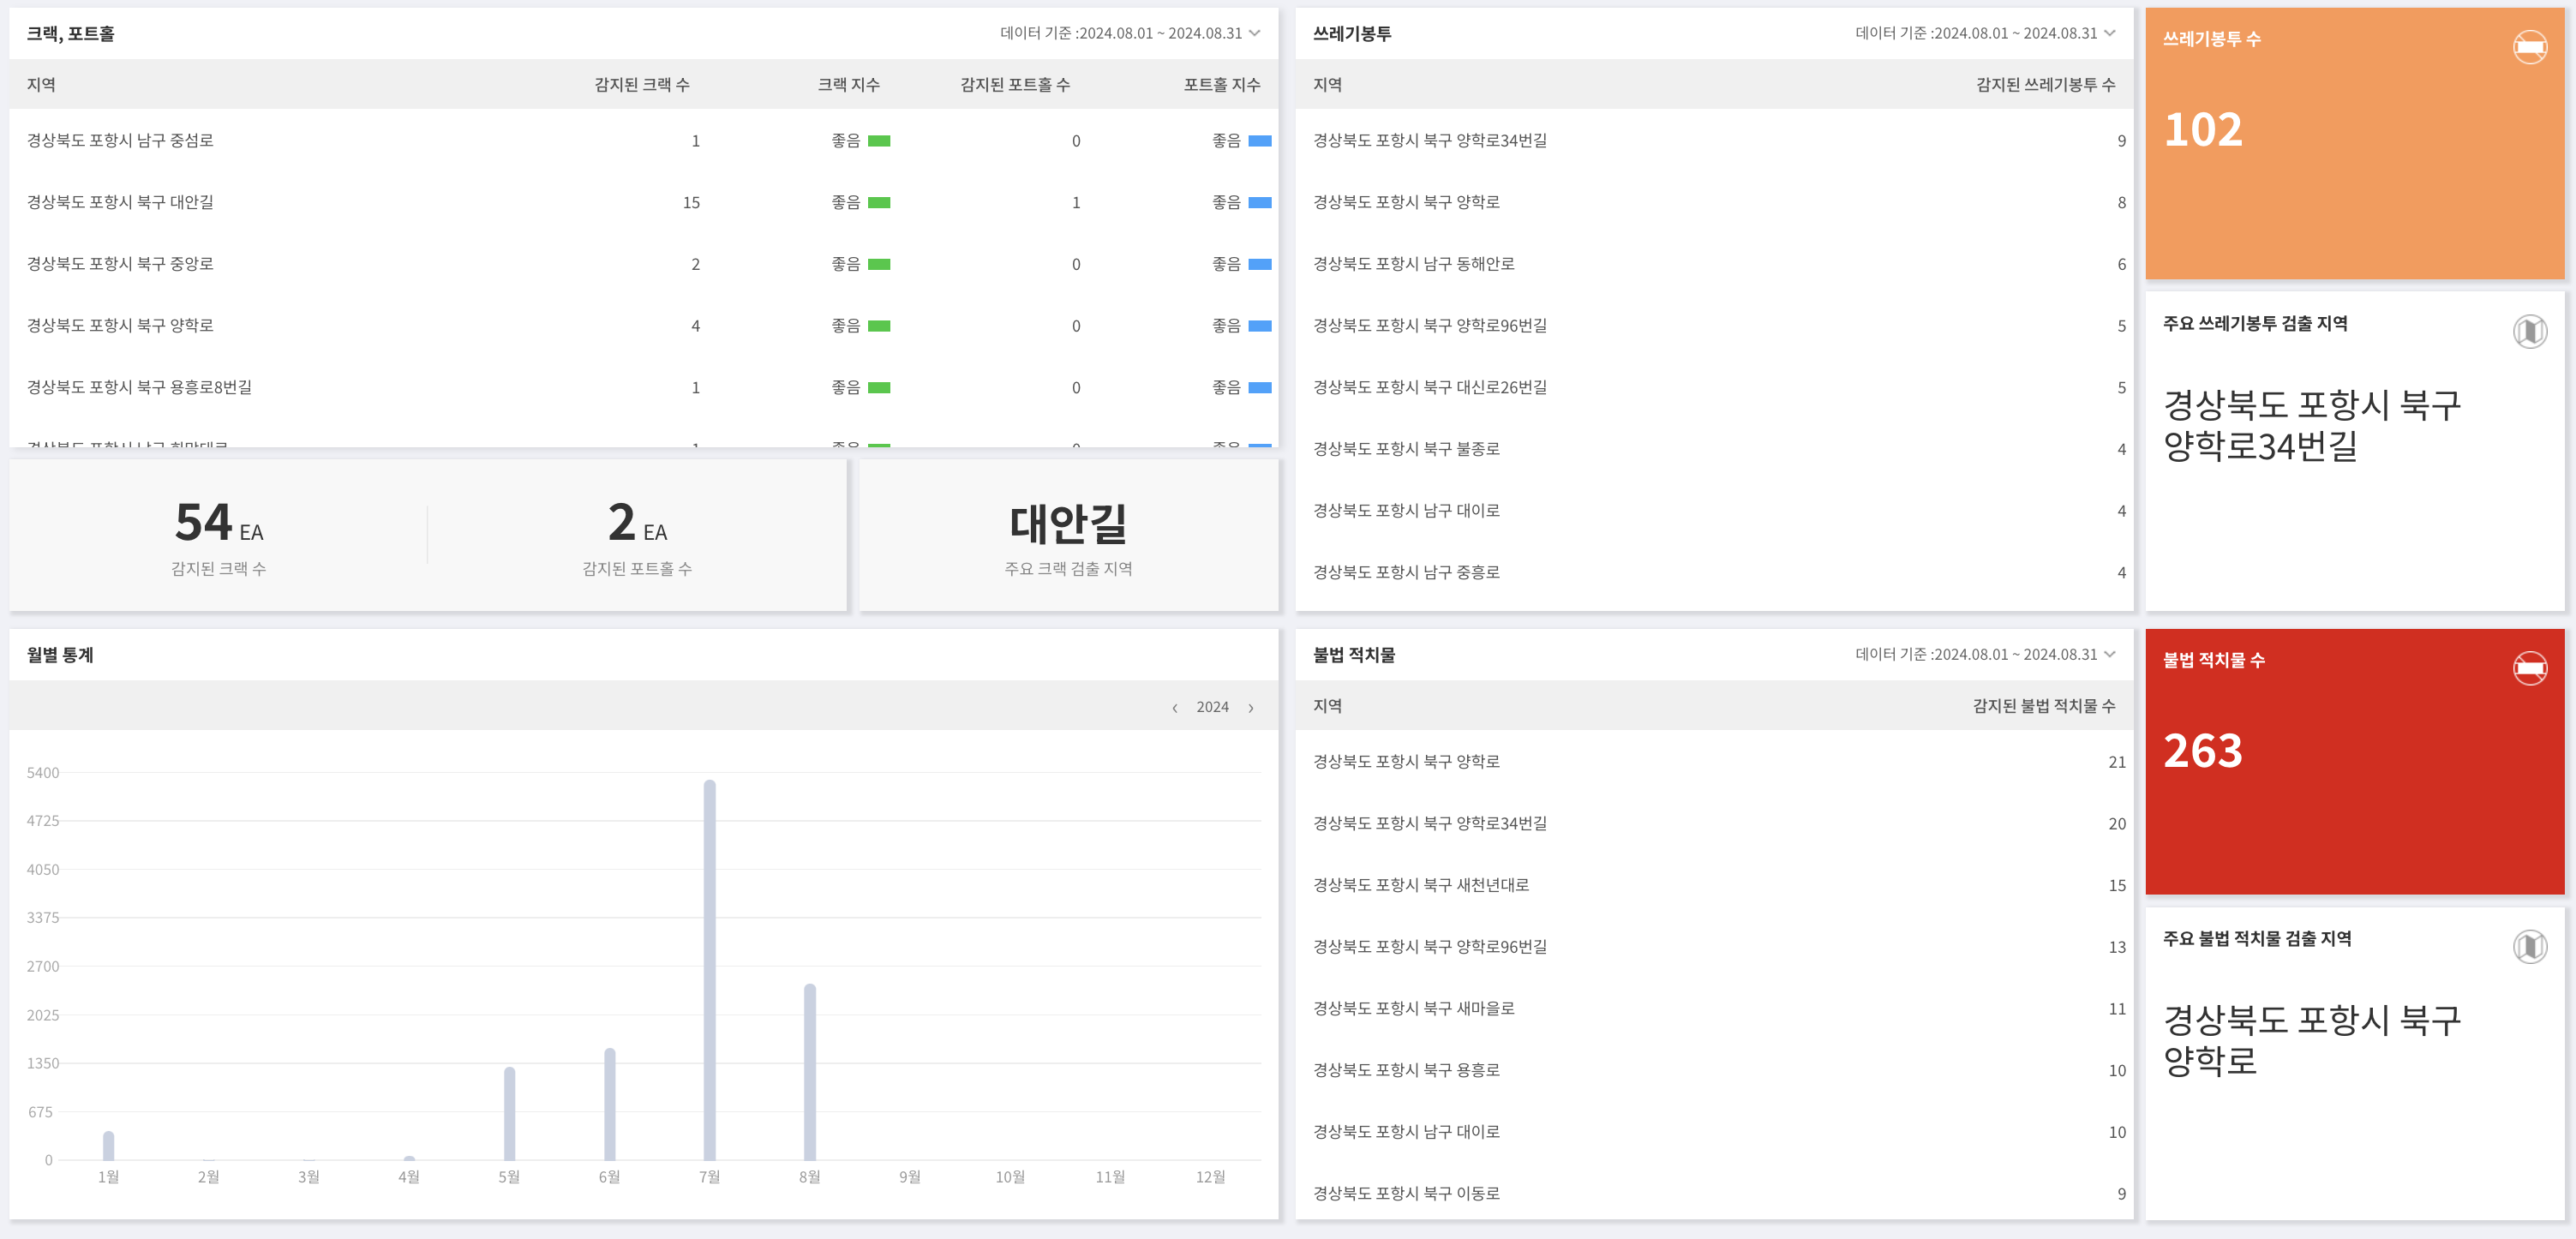 크랙, 포트홀
데이터 기준 :2024.08.01 ~ 2024.08.31
지역 감지된 크랙 수 크랙 지수 감지된 포트홀 수 포트홀 지수
경상북도 포항시 남구 중섬로 1 좋음 0 좋음
경상북도 포항시 북구 대안길 15 좋음 1 좋음
경상북도 포항시 북구 중앙로 2 좋음 0 좋음
경상북도 포항시 북구 양학로 4 좋음 0 좋음
경상북도 포항시 북구 용흥로8번길 1 좋음 0 좋음
54 EA
감지된 크랙 수
2 EA
감지된 포트홀 수
대안길
주요 크랙 검출 지역
쓰레기봉투
데이터 기준 :2024.08.01 ~ 2024.08.31
지역 감지된 쓰레기봉투 수
경상북도 포항시 북구 양학로34번길 9
경상북도 포항시 북구 양학로 8
경상북도 포항시 남구 동해안로 6
경상북도 포항시 북구 양학로96번길 5
경상북도 포항시 북구 대신로26번길 5
경상북도 포항시 북구 불종로 4
경상북도 포항시 남구 대이로 4
경상북도 포항시 남구 중흥로 4
쓰레기봉투 수
102
주요 쓰레기봉투 검출 지역
경상북도 포항시 북구
양학로34번길
월별 통계
‹ 2024 ›
5400
4725
4050
3375
2700
2025
1350
675
0
1월 2월 3월 4월 5월 6월 7월 8월 9월 10월 11월 12월
불법 적치물
데이터 기준 :2024.08.01 ~ 2024.08.31
지역 감지된 불법 적치물 수
경상북도 포항시 북구 양학로 21
경상북도 포항시 북구 양학로34번길 20
경상북도 포항시 북구 새천년대로 15
경상북도 포항시 북구 양학로96번길 13
경상북도 포항시 북구 새마을로 11
경상북도 포항시 북구 용흥로 10
경상북도 포항시 남구 대이로 10
경상북도 포항시 북구 이동로 9
불법 적치물 수
263
주요 불법 적치물 검출 지역
경상북도 포항시 북구
양학로